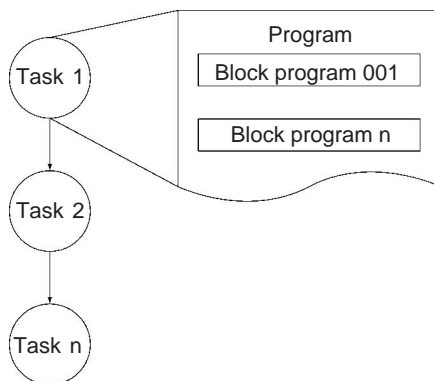 Program
Task 1
Block program 001
Block program n
Task 2
Task n